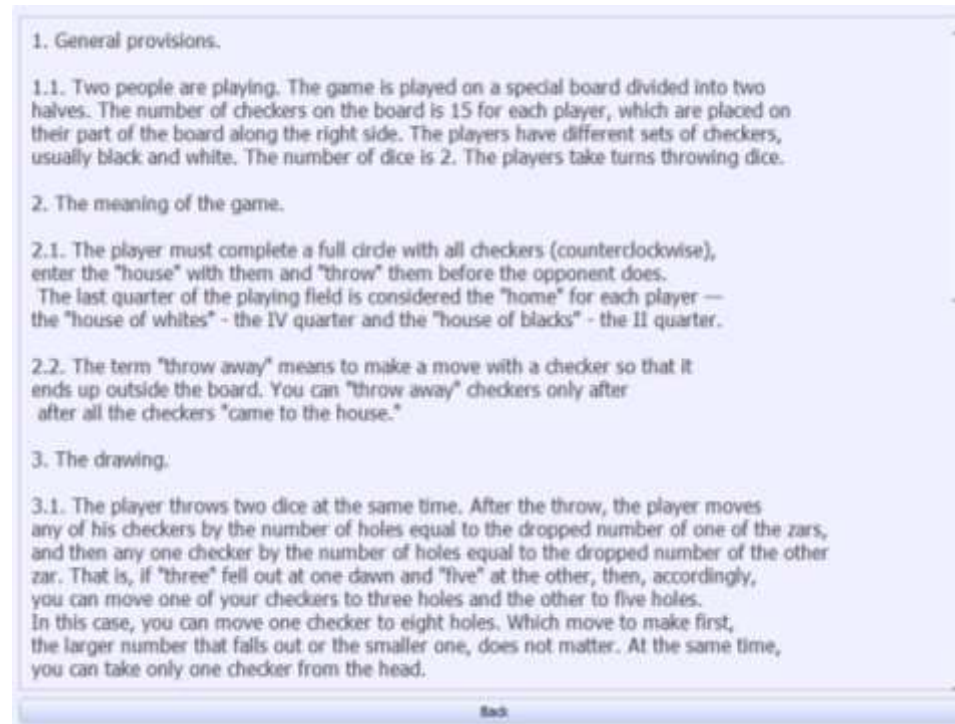 1. General provisions.
1.1. Two people are playing. The game is played on a special board divided into two
halves. The number of checkers on the board is 15 for each player, which are placed on
their part of the board along the right side. The players have different sets of checkers,
usually black and white. The number of dice is 2. The players take turns throwing dice.
2. The meaning of the game.
2.1. The player must complete a full circle with all checkers (counterclockwise),
enter the "house" with them and "throw" them before the opponent does.
The last quarter of the playing field is considered the "home" for each player —
the "house of whites" - the IV quarter and the "house of blacks" - the II quarter.
2.2. The term "throw away" means to make a move with a checker so that it
ends up outside the board. You can "throw away" checkers only after
after all the checkers "came to the house."
3. The drawing.
3.1. The player throws two dice at the same time. After the throw, the player moves
any of his checkers by the number of holes equal to the dropped number of one of the zars,
and then any one checker by the number of holes equal to the dropped number of the other
zar. That is, if "three" fell out at one dawn and "five" at the other, then, accordingly,
you can move one of your checkers to three holes and the other to five holes.
In this case, you can move one checker to eight holes. Which move to make first,
the larger number that falls out or the smaller one, does not matter. At the same time,
you can take only one checker from the head.
Back